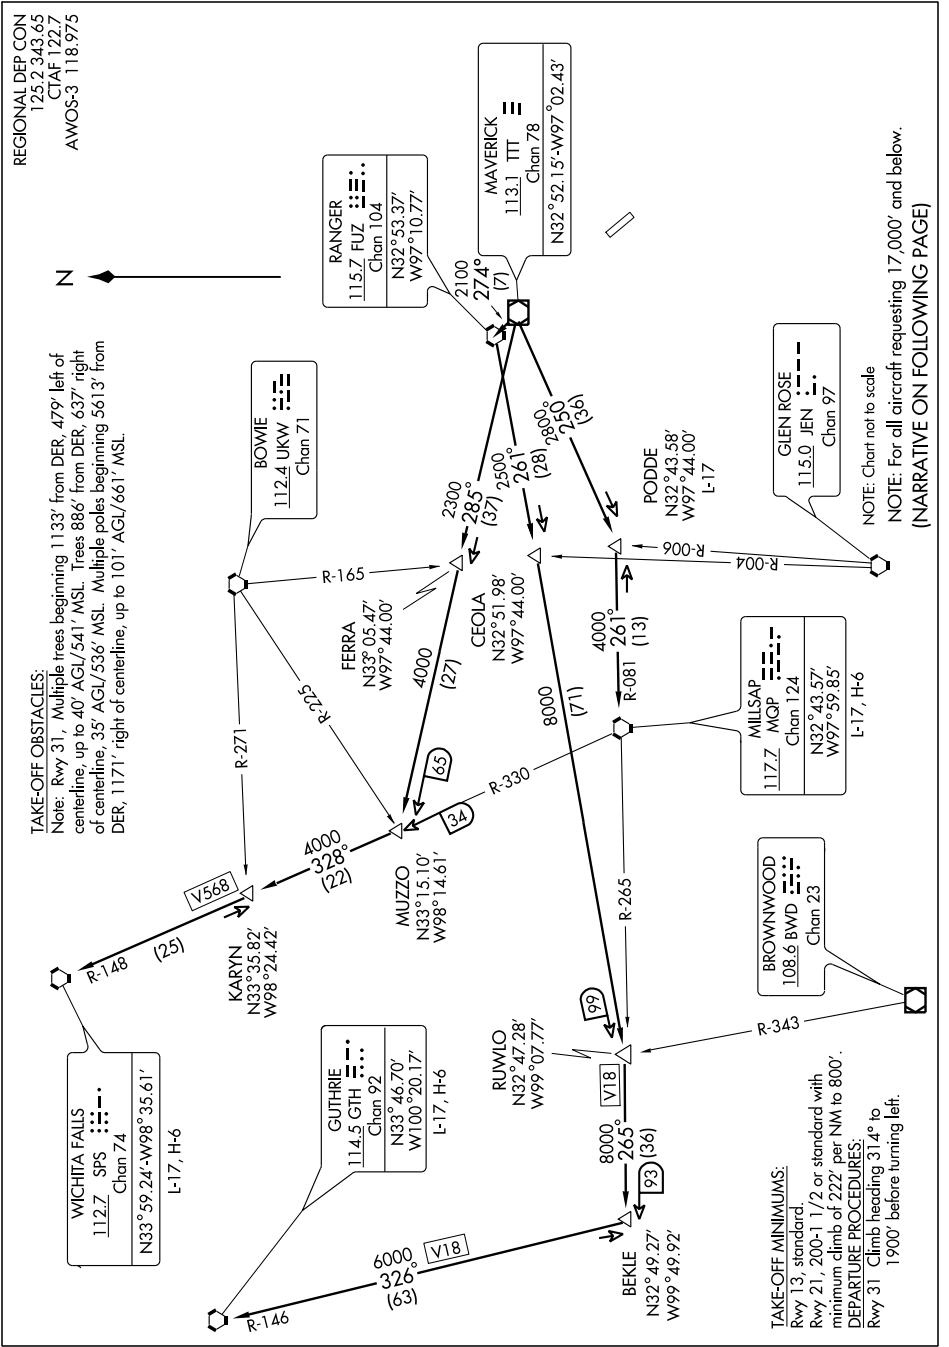 REGIONAL DEP CON
125.2 343.65
CTAF 122.7
AWOS-3 118.975
TAKE-OFF OBSTACLES:
Note: Rwy 31, Multiple trees beginning 1133' from DER, 479' left of
centerline, up to 40' AGL/541' MSL. Trees 886' from DER, 637' right
of centerline, 35' AGL/536' MSL. Multiple poles beginning 5613' from
DER, 1171' right of centerline, up to 101' AGL/661' MSL.
N
WICHITA FALLS
112.7 SPS
Chan 74
N33°59.24'-W98°35.61'
L-17, H-6
R-148
(25)
V568
KARYN
N33°35.82'
W98°24.42'
R-271
4000
328°
(22)
BOWIE
112.4 UKW
Chan 71
R-165
R-225
RANGER
115.7 FUZ
Chan 104
N32°53.37'
W97°10.77'
MAVERICK
113.1 TTT
Chan 78
N32°52.15'-W97°02.43'
2100
274°
(7)
2300
285°
(37)
2500
261°
(28)
2800
250°
(36)
FERRA
N33°05.47'
W97°44.00'
4000
(27)
65
34
MUZZO
N33°15.10'
W98°14.61'
R-330
CEOLA
N32°51.98'
W97°44.00'
8000
(71)
99
PODDE
N32°43.58'
W97°44.00'
L-17
4000
261°
(13)
R-081
R-006
R-004
GLEN ROSE
115.0 JEN
Chan 97
MILLSAP
117.7 MQP
Chan 124
N32°43.57'
W97°59.85'
L-17, H-6
R-265
GUTHRIE
114.5 GTH
Chan 92
N33°46.70'
W100°20.17'
L-17, H-6
R-146
6000
326°
(63)
V18
RUWLO
N32°47.28'
W99°07.77'
V18
8000
265°
(36)
93
BEKLE
N32°49.27'
W99°49.92'
BROWNWOOD
108.6 BWD
Chan 23
R-343
TAKE-OFF MINIMUMS:
Rwy 13, standard.
Rwy 21, 200-1 1/2 or standard with
minimum climb of 222' per NM to 800'.
DEPARTURE PROCEDURES:
Rwy 31 Climb heading 314° to
1900' before turning left.
NOTE: Chart not to scale
NOTE: For all aircraft requesting 17,000' and below.
(NARRATIVE ON FOLLOWING PAGE)